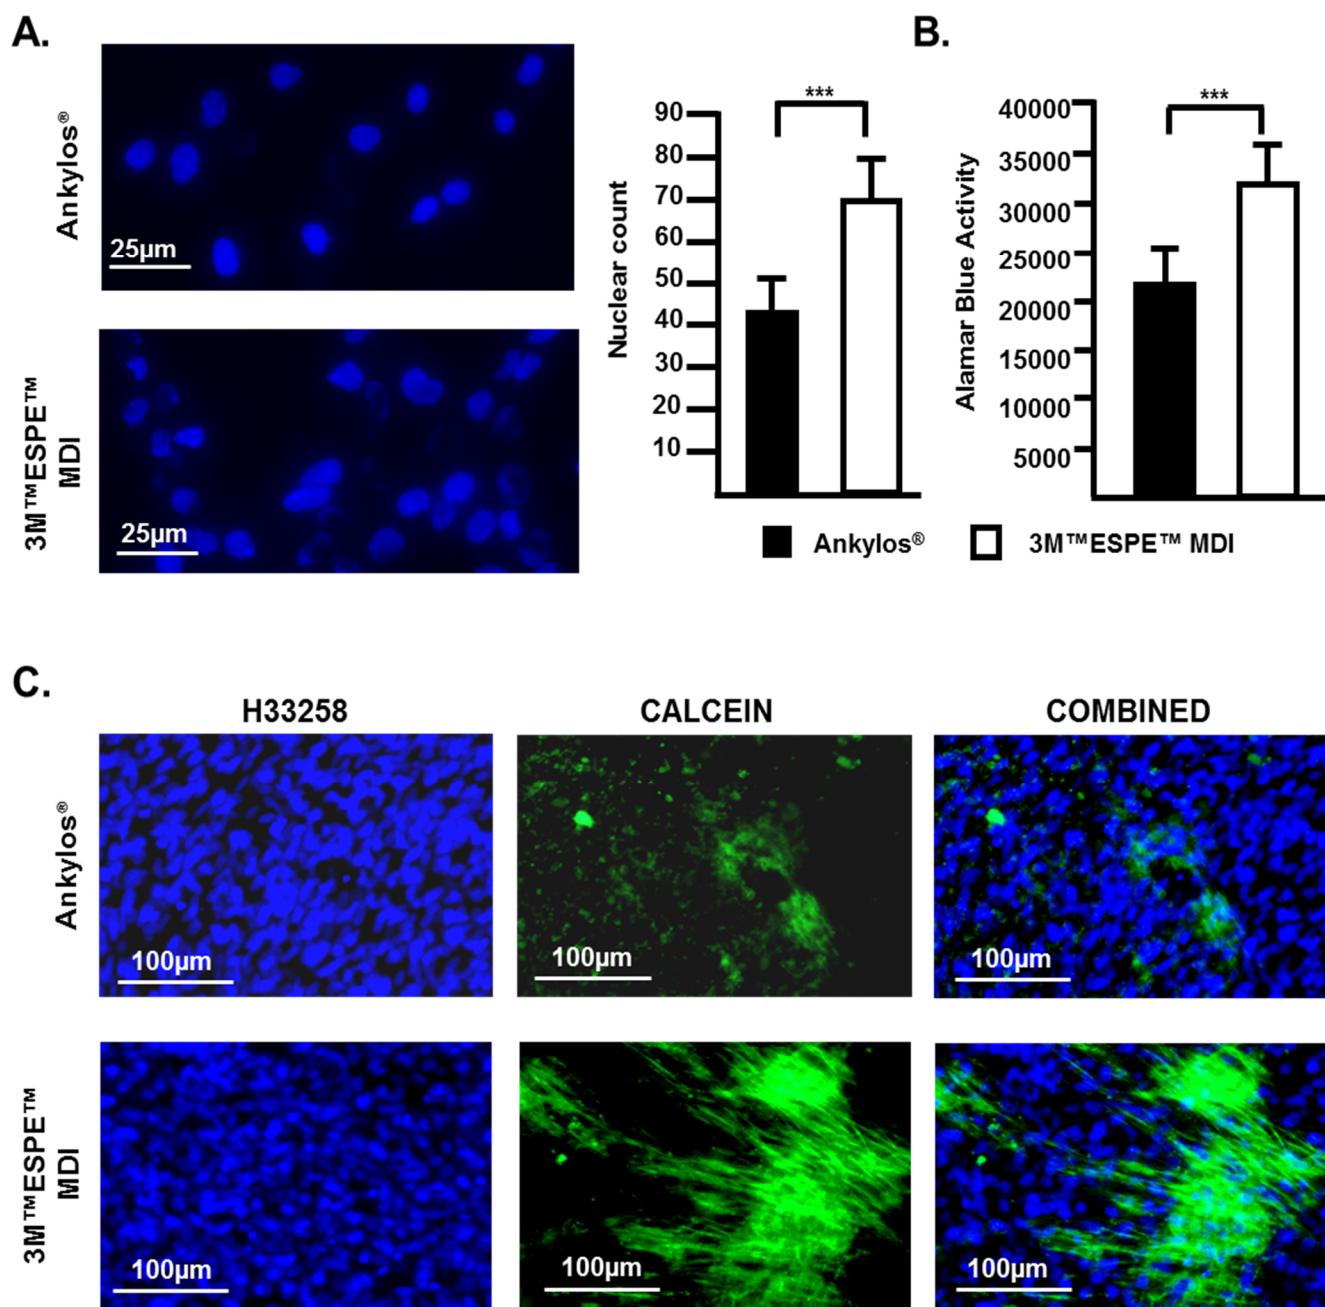 A.
Ankylos®
25µm
3M™ESPE™
MDI
25µm
Nuclear count
90
80
70
60
50
40
30
20
10
***
B.
Alamar Blue Activity
40000
35000
30000
25000
20000
15000
10000
5000
***
Ankylos®
3M™ESPE™ MDI
C.
H33258
CALCEIN
COMBINED
Ankylos®
100µm
100µm
100µm
3M™ESPE™
MDI
100µm
100µm
100µm